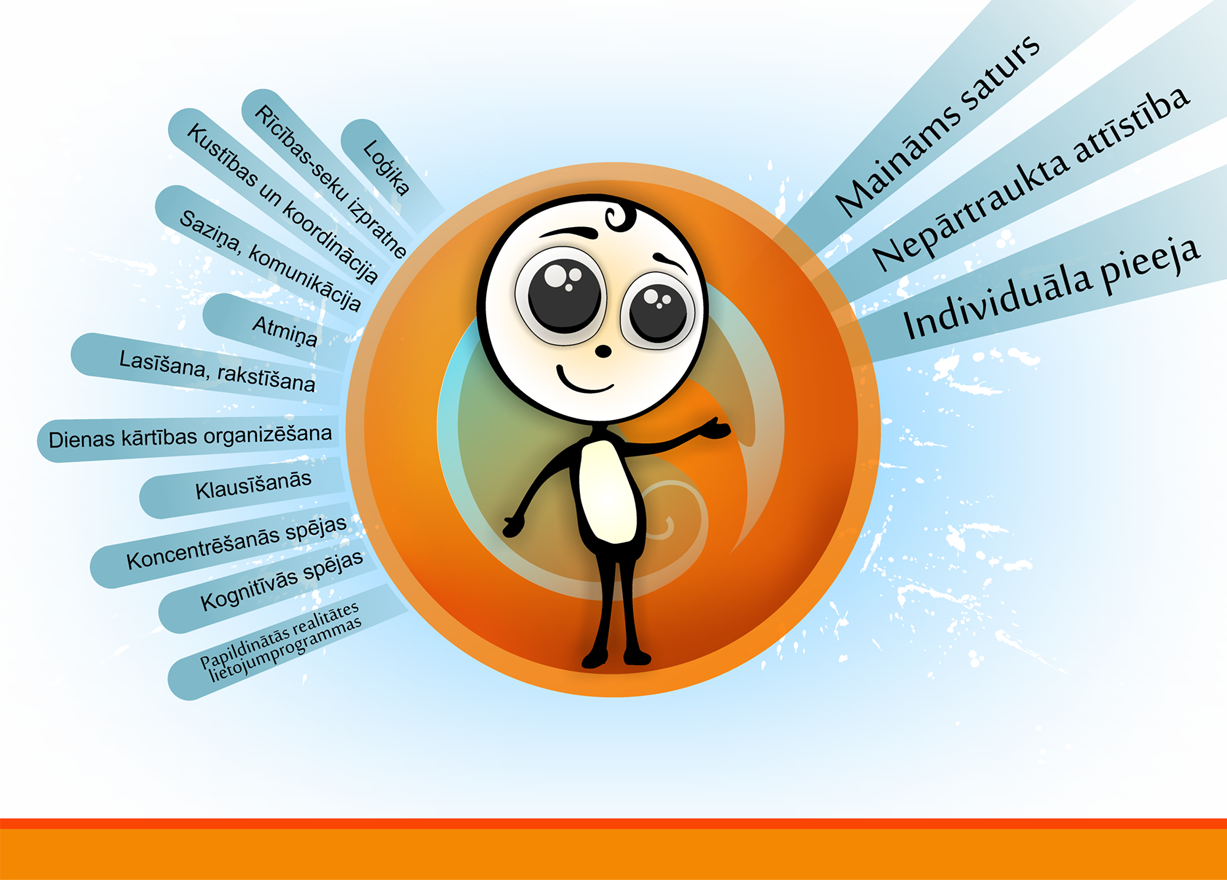 Loģika
Rīcības-seku izpratne
Kustības un koordinācija
Saziņa, komunikācija
Atmiņa
Lasīšana, rakstīšana
Dienas kārtības organizēšana
Klausīšanās
Koncentrēšanās spējas
Kognitīvās spējas
Papildinātās realitātes
lietojumprogrammas
Maināms saturs
Nepārtraukta attīstība
Individuāla pieeja